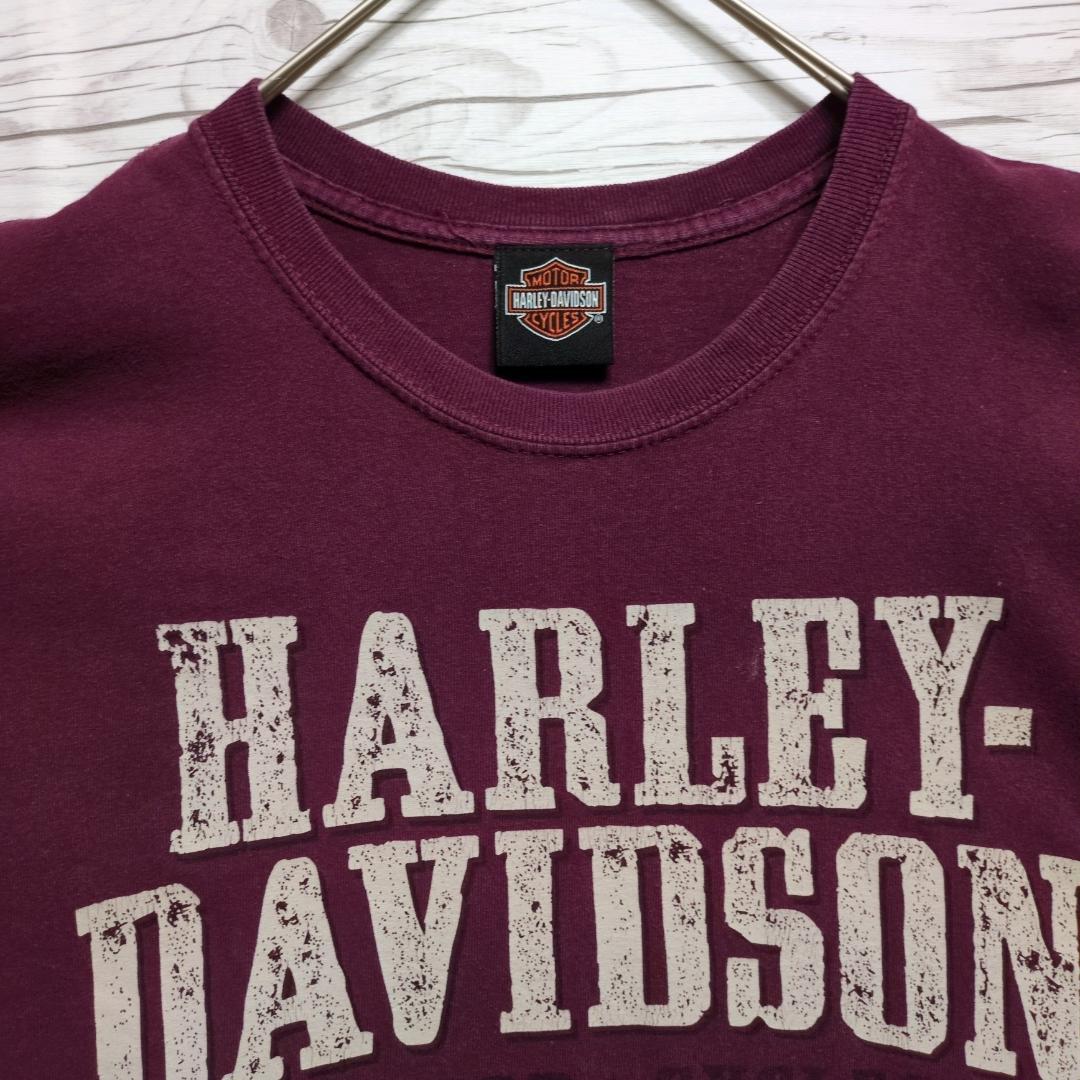 MOTOR
HARLEY-DAVIDSON
CYCLES
®
HARLEY-
DAVIDSON